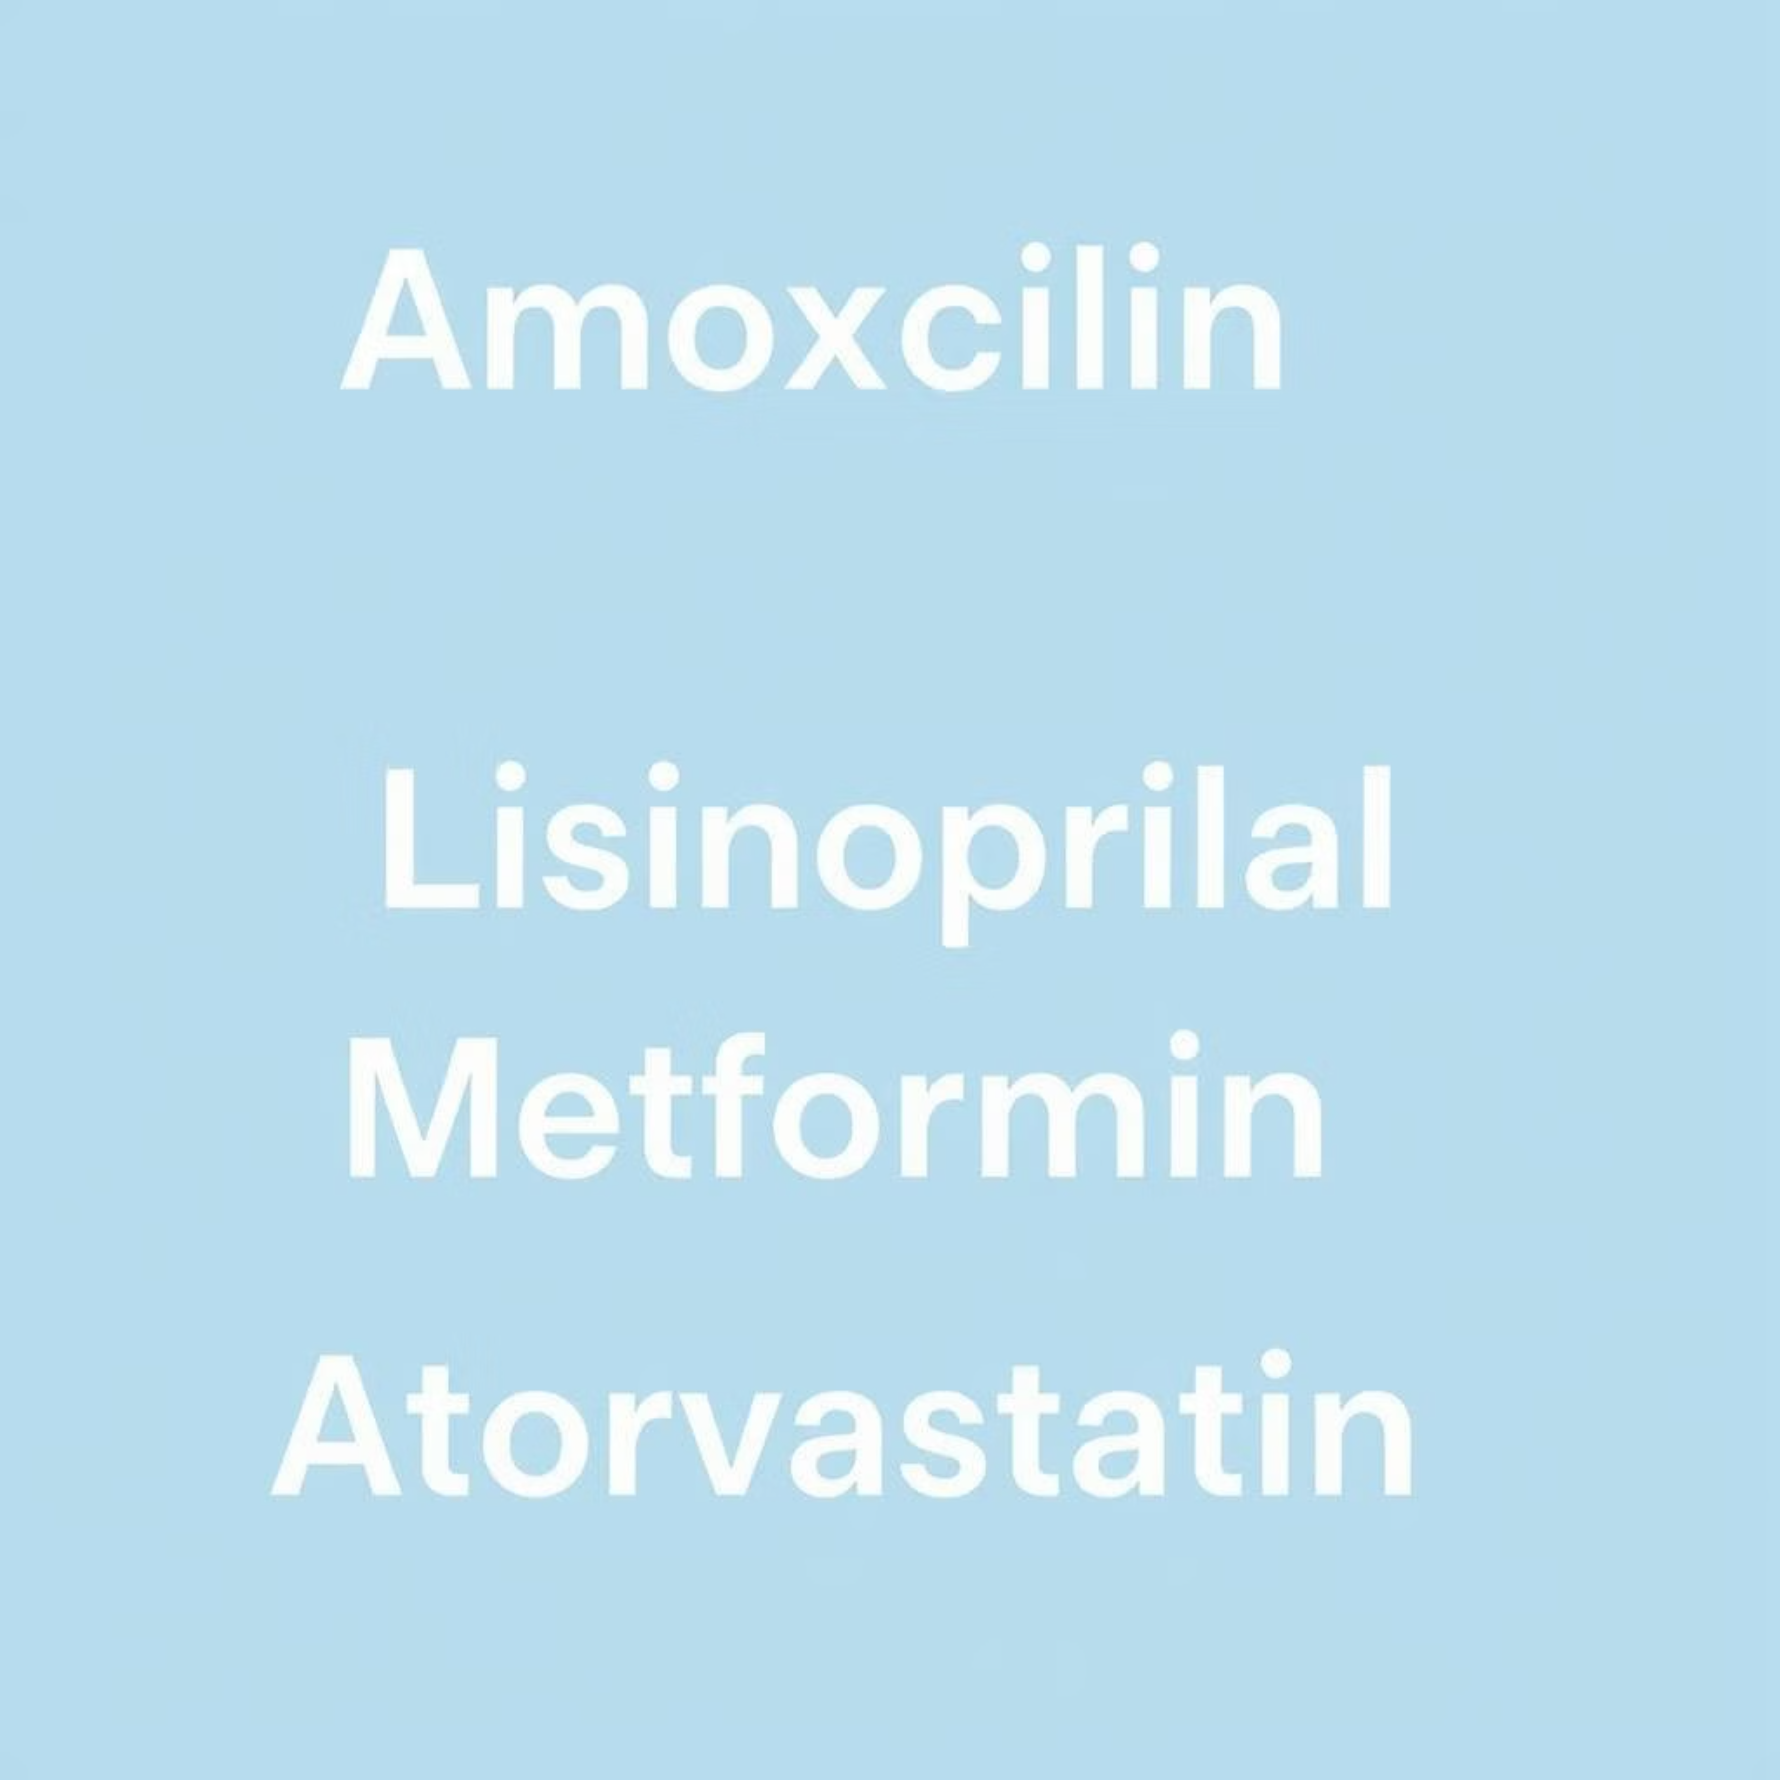 Amoxcilin
Lisinoprilal
Metformin
Atorvastatin